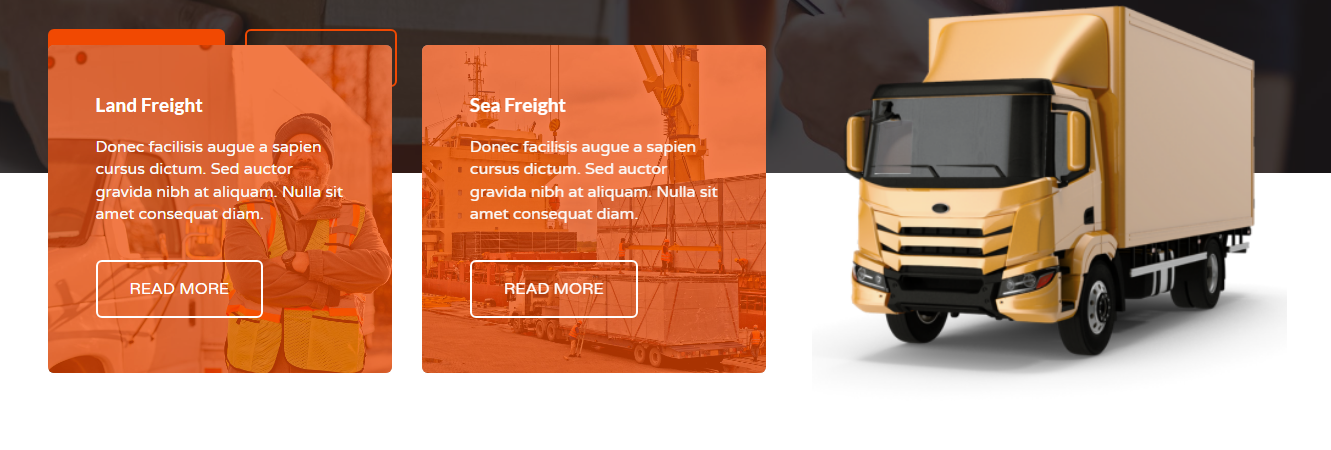 Land Freight
Donec facilisis augue a sapien
cursus dictum. Sed auctor
gravida nibh at aliquam. Nulla sit
amet consequat diam.
READ MORE
Sea Freight
Donec facilisis augue a sapien
cursus dictum. Sed auctor
gravida nibh at aliquam. Nulla sit
amet consequat diam.
READ MORE